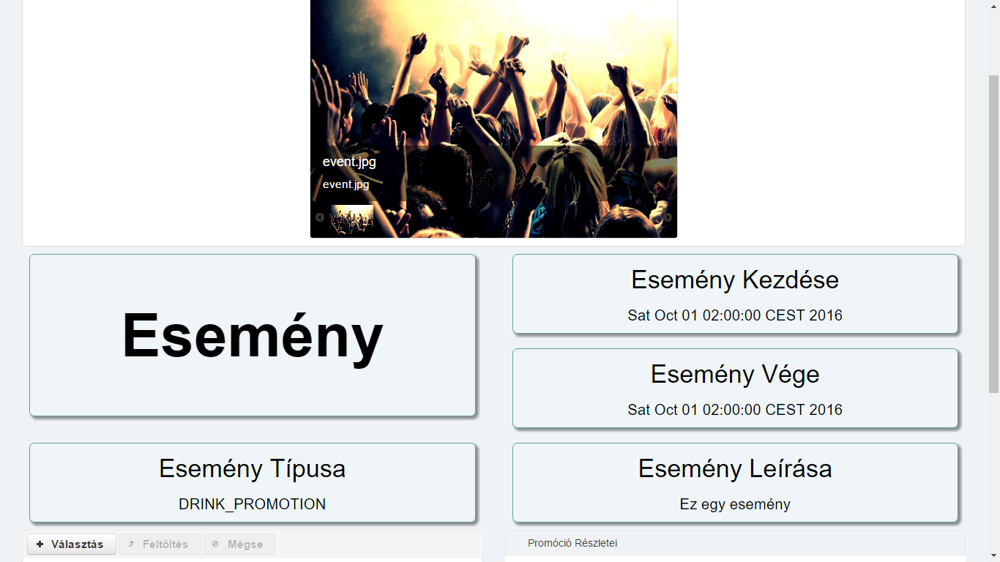 event.jpg
event.jpg
Esemény
Esemény Kezdése
Sat Oct 01 02:00:00 CEST 2016
Esemény Vége
Sat Oct 01 02:00:00 CEST 2016
Esemény Típusa
DRINK_PROMOTION
Esemény Leírása
Ez egy esemény
Választás
Feltöltés
Mégse
Promóció Részletei